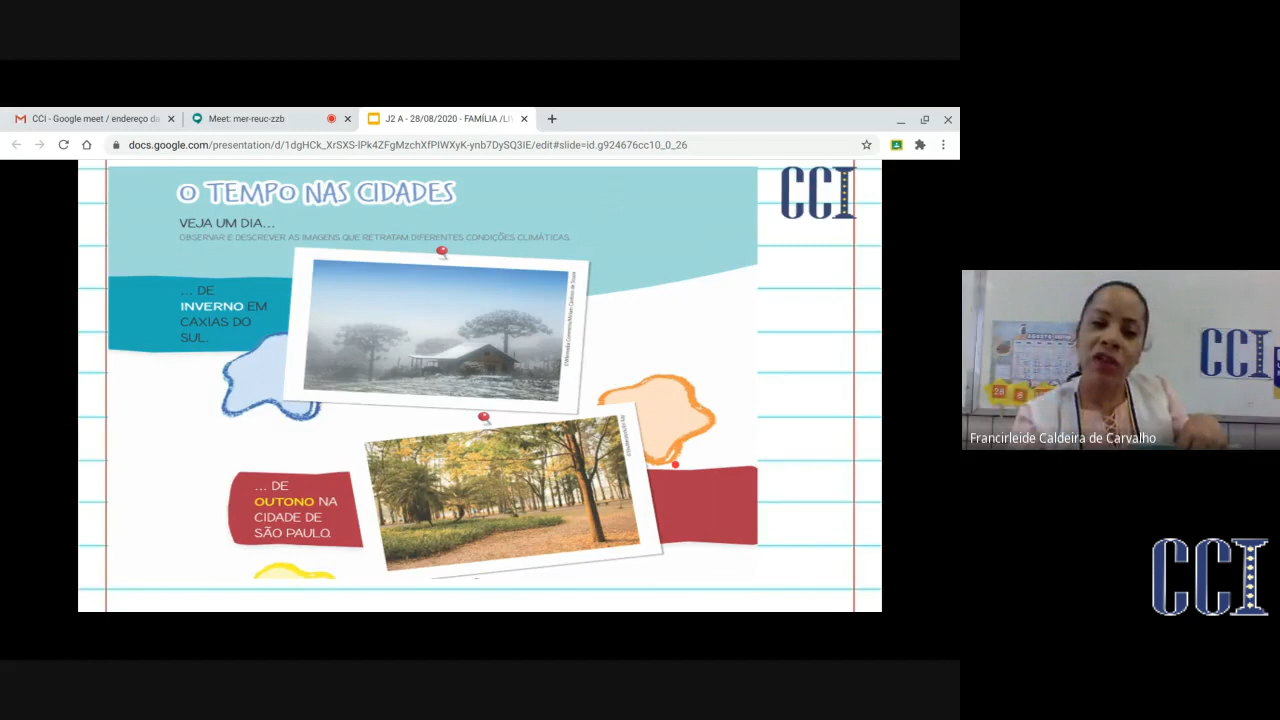 CCI - Google meet / endereço da
Meet: mer-reuc-zzb
J2 A - 28/08/2020 - FAMÍLIA /LIV
docs.google.com/presentation/d/1dgHCk_XrSXS-lPk4ZFgMzchXfPIWXyK-ynb7DySQ3IE/edit#slide=id.g924676cc10_0_26
O TEMPO NAS CIDADES
CCI
VEJA UM DIA...
OBSERVAR E DESCREVER AS IMAGENS QUE RETRATAM DIFERENTES CONDIÇÕES CLIMÁTICAS.
... DE
INVERNO EM
CAXIAS DO
SUL.
... DE
OUTONO NA
CIDADE DE
SÃO PAULO.
CCI
28
8
Francirleide Caldeira de Carvalho
CCI